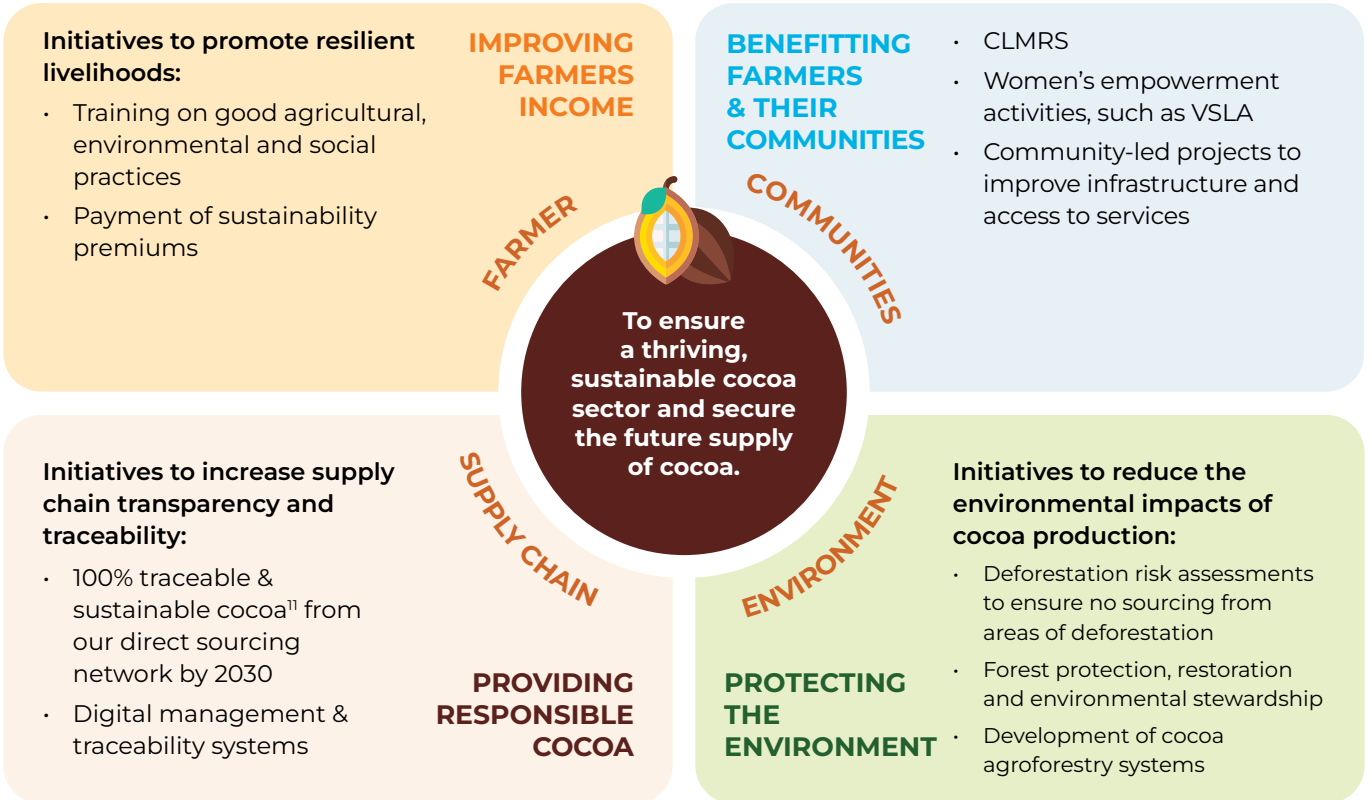 Initiatives to promote resilient
livelihoods:
• Training on good agricultural,
environmental and social
practices
• Payment of sustainability
premiums
IMPROVING
FARMERS
INCOME
FARMER
BENEFITTING
FARMERS
& THEIR
COMMUNITIES
• CLMRS
• Women’s empowerment
activities, such as VSLA
• Community-led projects to
improve infrastructure and
access to services
COMMUNITIES
To ensure
a thriving,
sustainable cocoa
sector and secure
the future supply
of cocoa.
SUPPLY CHAIN
Initiatives to increase supply
chain transparency and
traceability:
• 100% traceable &
sustainable cocoa¹¹ from
our direct sourcing
network by 2030
• Digital management &
traceability systems
PROVIDING
RESPONSIBLE
COCOA
ENVIRONMENT
PROTECTING
THE
ENVIRONMENT
Initiatives to reduce the
environmental impacts of
cocoa production:
• Deforestation risk assessments
to ensure no sourcing from
areas of deforestation
• Forest protection, restoration
and environmental stewardship
• Development of cocoa
agroforestry systems